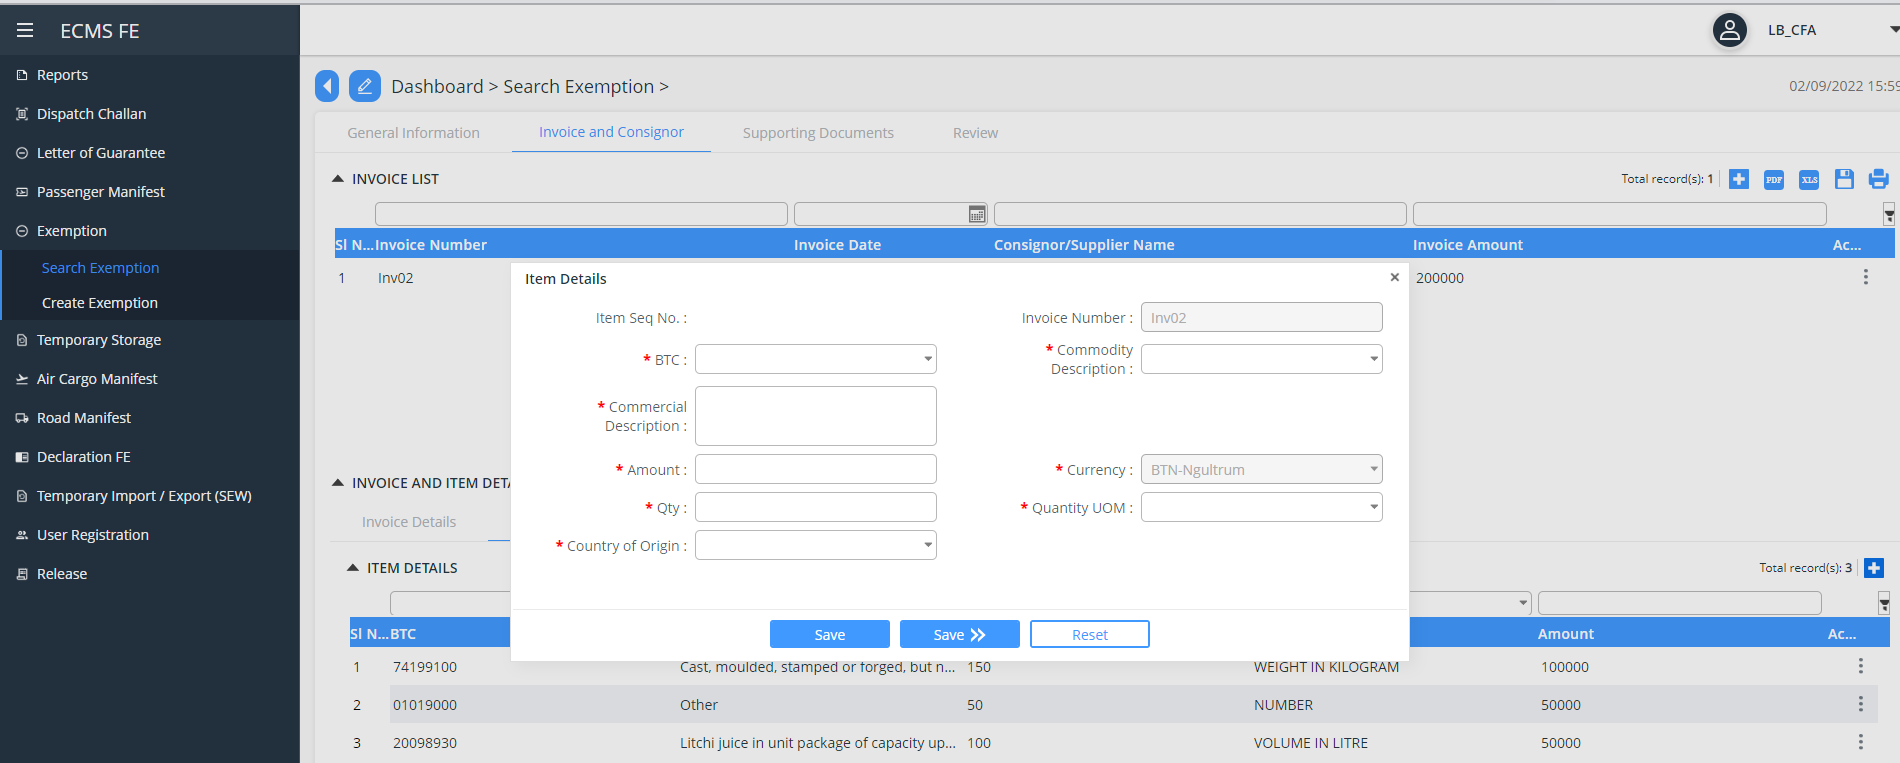 ECMS FE
LB_CFA
Reports
Dispatch Challan
Letter of Guarantee
Passenger Manifest
Exemption
Search Exemption
Create Exemption
Temporary Storage
Air Cargo Manifest
Road Manifest
Declaration FE
Temporary Import / Export (SEW)
User Registration
Release
Dashboard > Search Exemption >
02/09/2022 15:59
General Information Invoice and Consignor Supporting Documents Review
INVOICE LIST
Total record(s): 1
PDF XLS
Sl N... Invoice Number Invoice Date Consignor/Supplier Name Invoice Amount Ac...
1 Inv02 200000
Item Details ×
Item Seq No. :
Invoice Number : Inv02
* BTC :
* Commodity
Description :
* Commercial
Description :
* Amount :
* Currency : BTN-Ngultrum
* Qty :
* Quantity UOM :
* Country of Origin :
Save Save Reset
INVOICE AND ITEM DETA
Invoice Details
ITEM DETAILS
Total record(s): 3
Sl N... BTC Amount Ac...
1 74199100 Cast, moulded, stamped or forged, but n... 150 WEIGHT IN KILOGRAM 100000
2 01019000 Other 50 NUMBER 50000
3 20098930 Litchi juice in unit package of capacity up... 100 VOLUME IN LITRE 50000